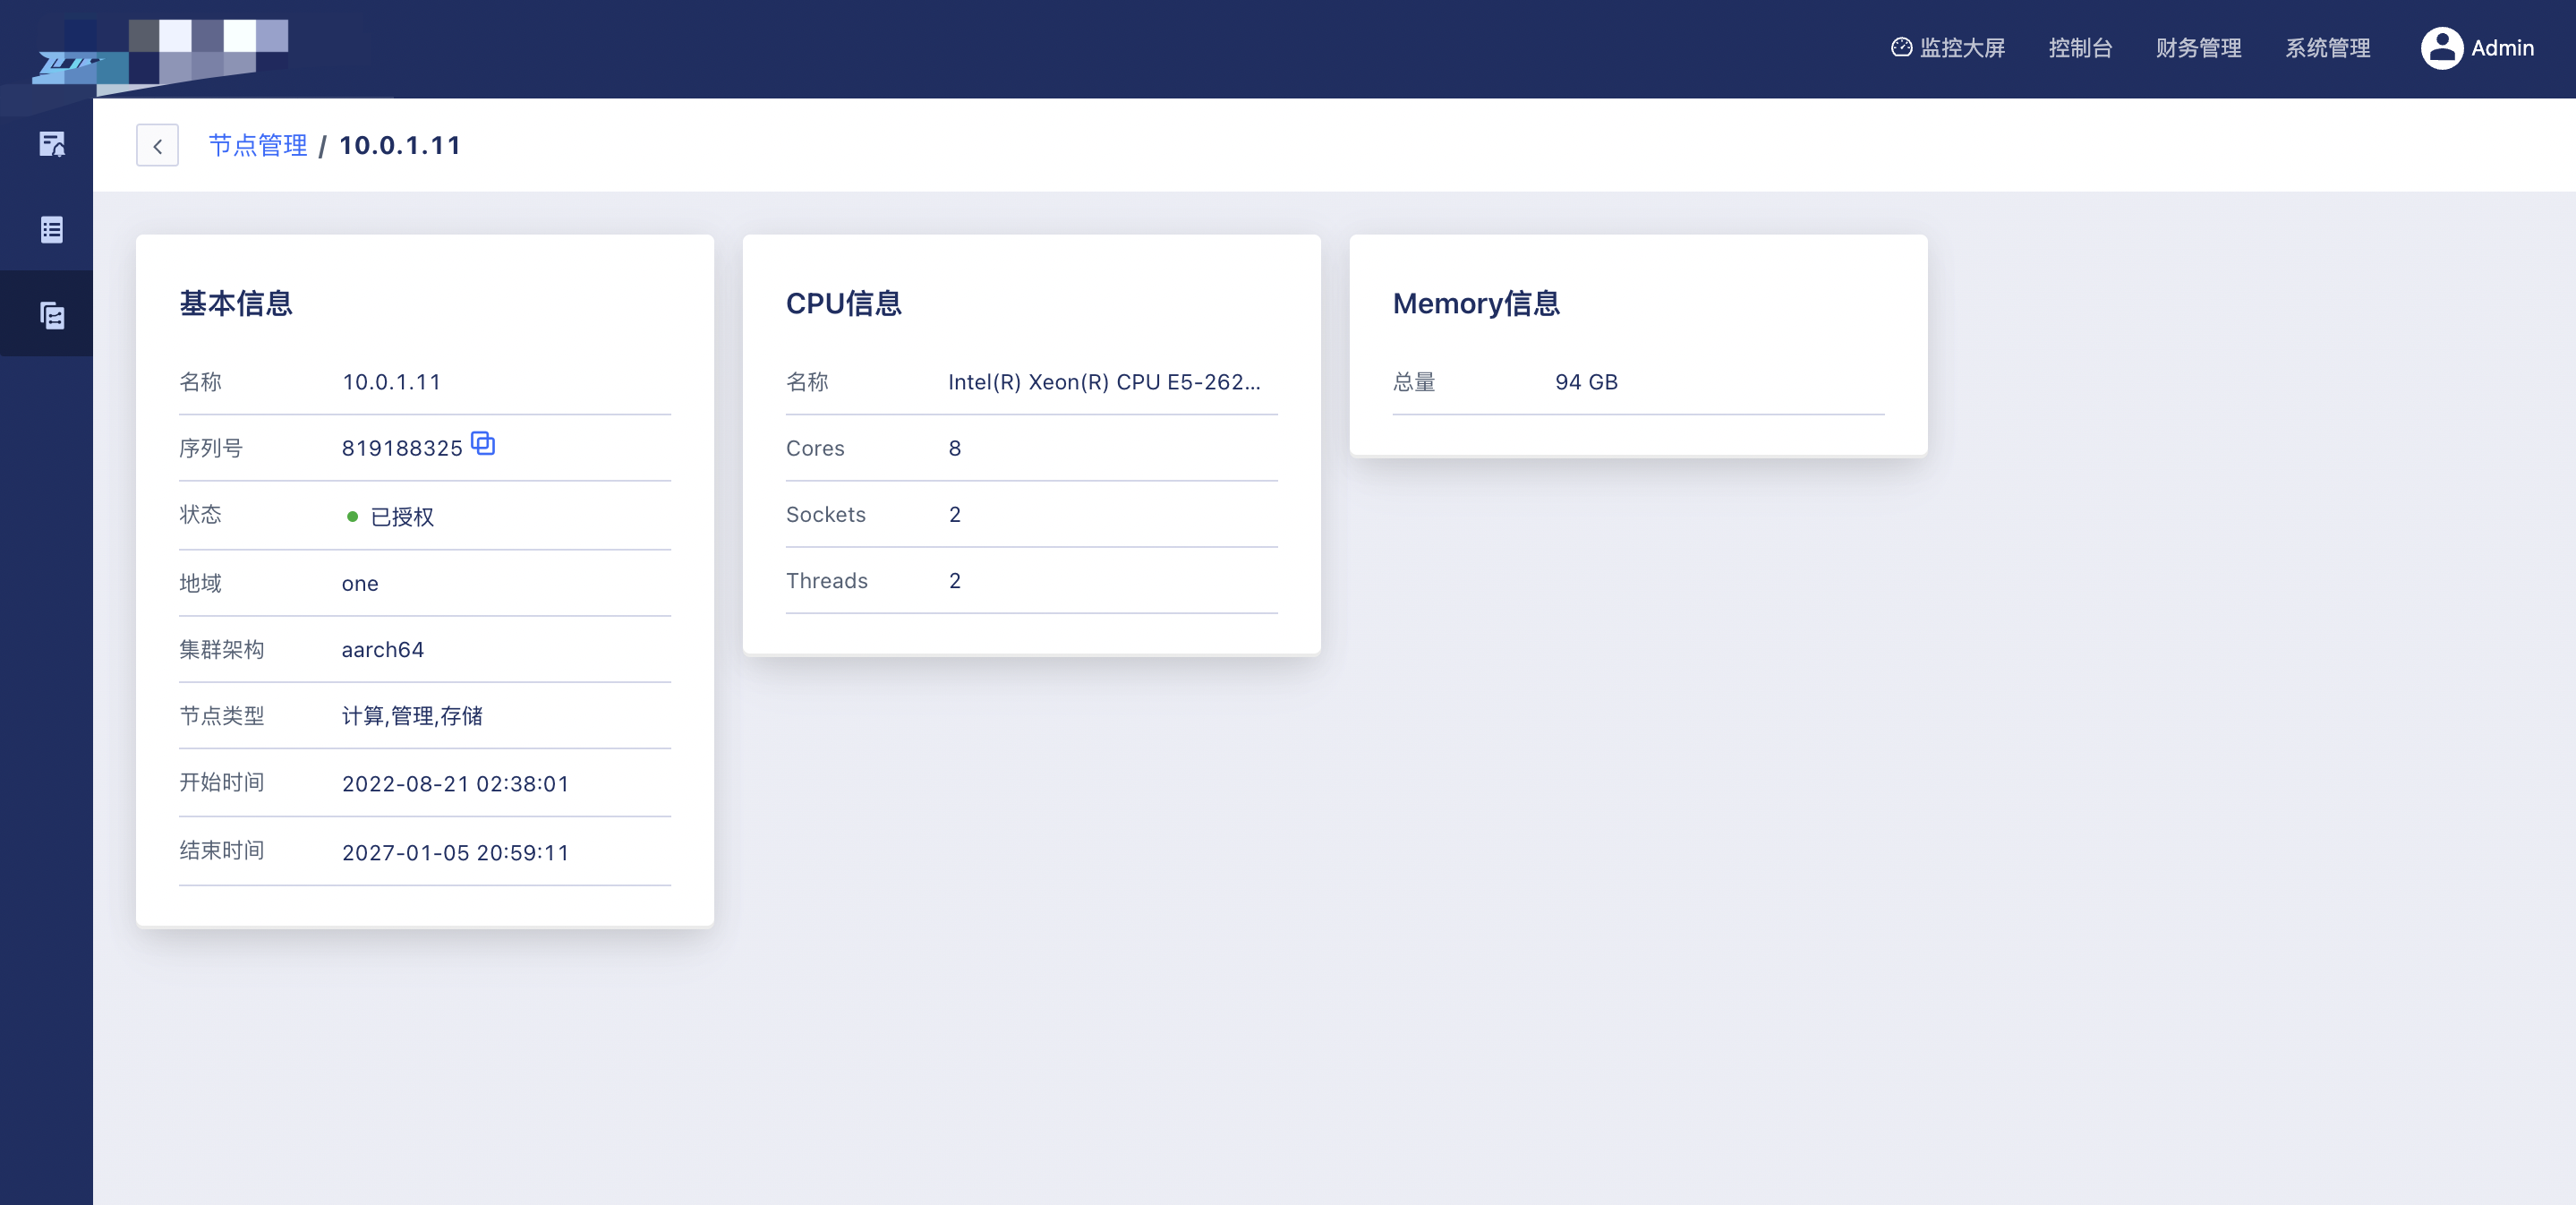 监控大屏 控制台 财务管理 系统管理 Admin
节点管理 / 10.0.1.11
基本信息
名称 10.0.1.11
序列号 819188325
状态 已授权
地域 one
集群架构 aarch64
节点类型 计算,管理,存储
开始时间 2022-08-21 02:38:01
结束时间 2027-01-05 20:59:11
CPU信息
名称 Intel(R) Xeon(R) CPU E5-262...
Cores 8
Sockets 2
Threads 2
Memory信息
总量 94 GB